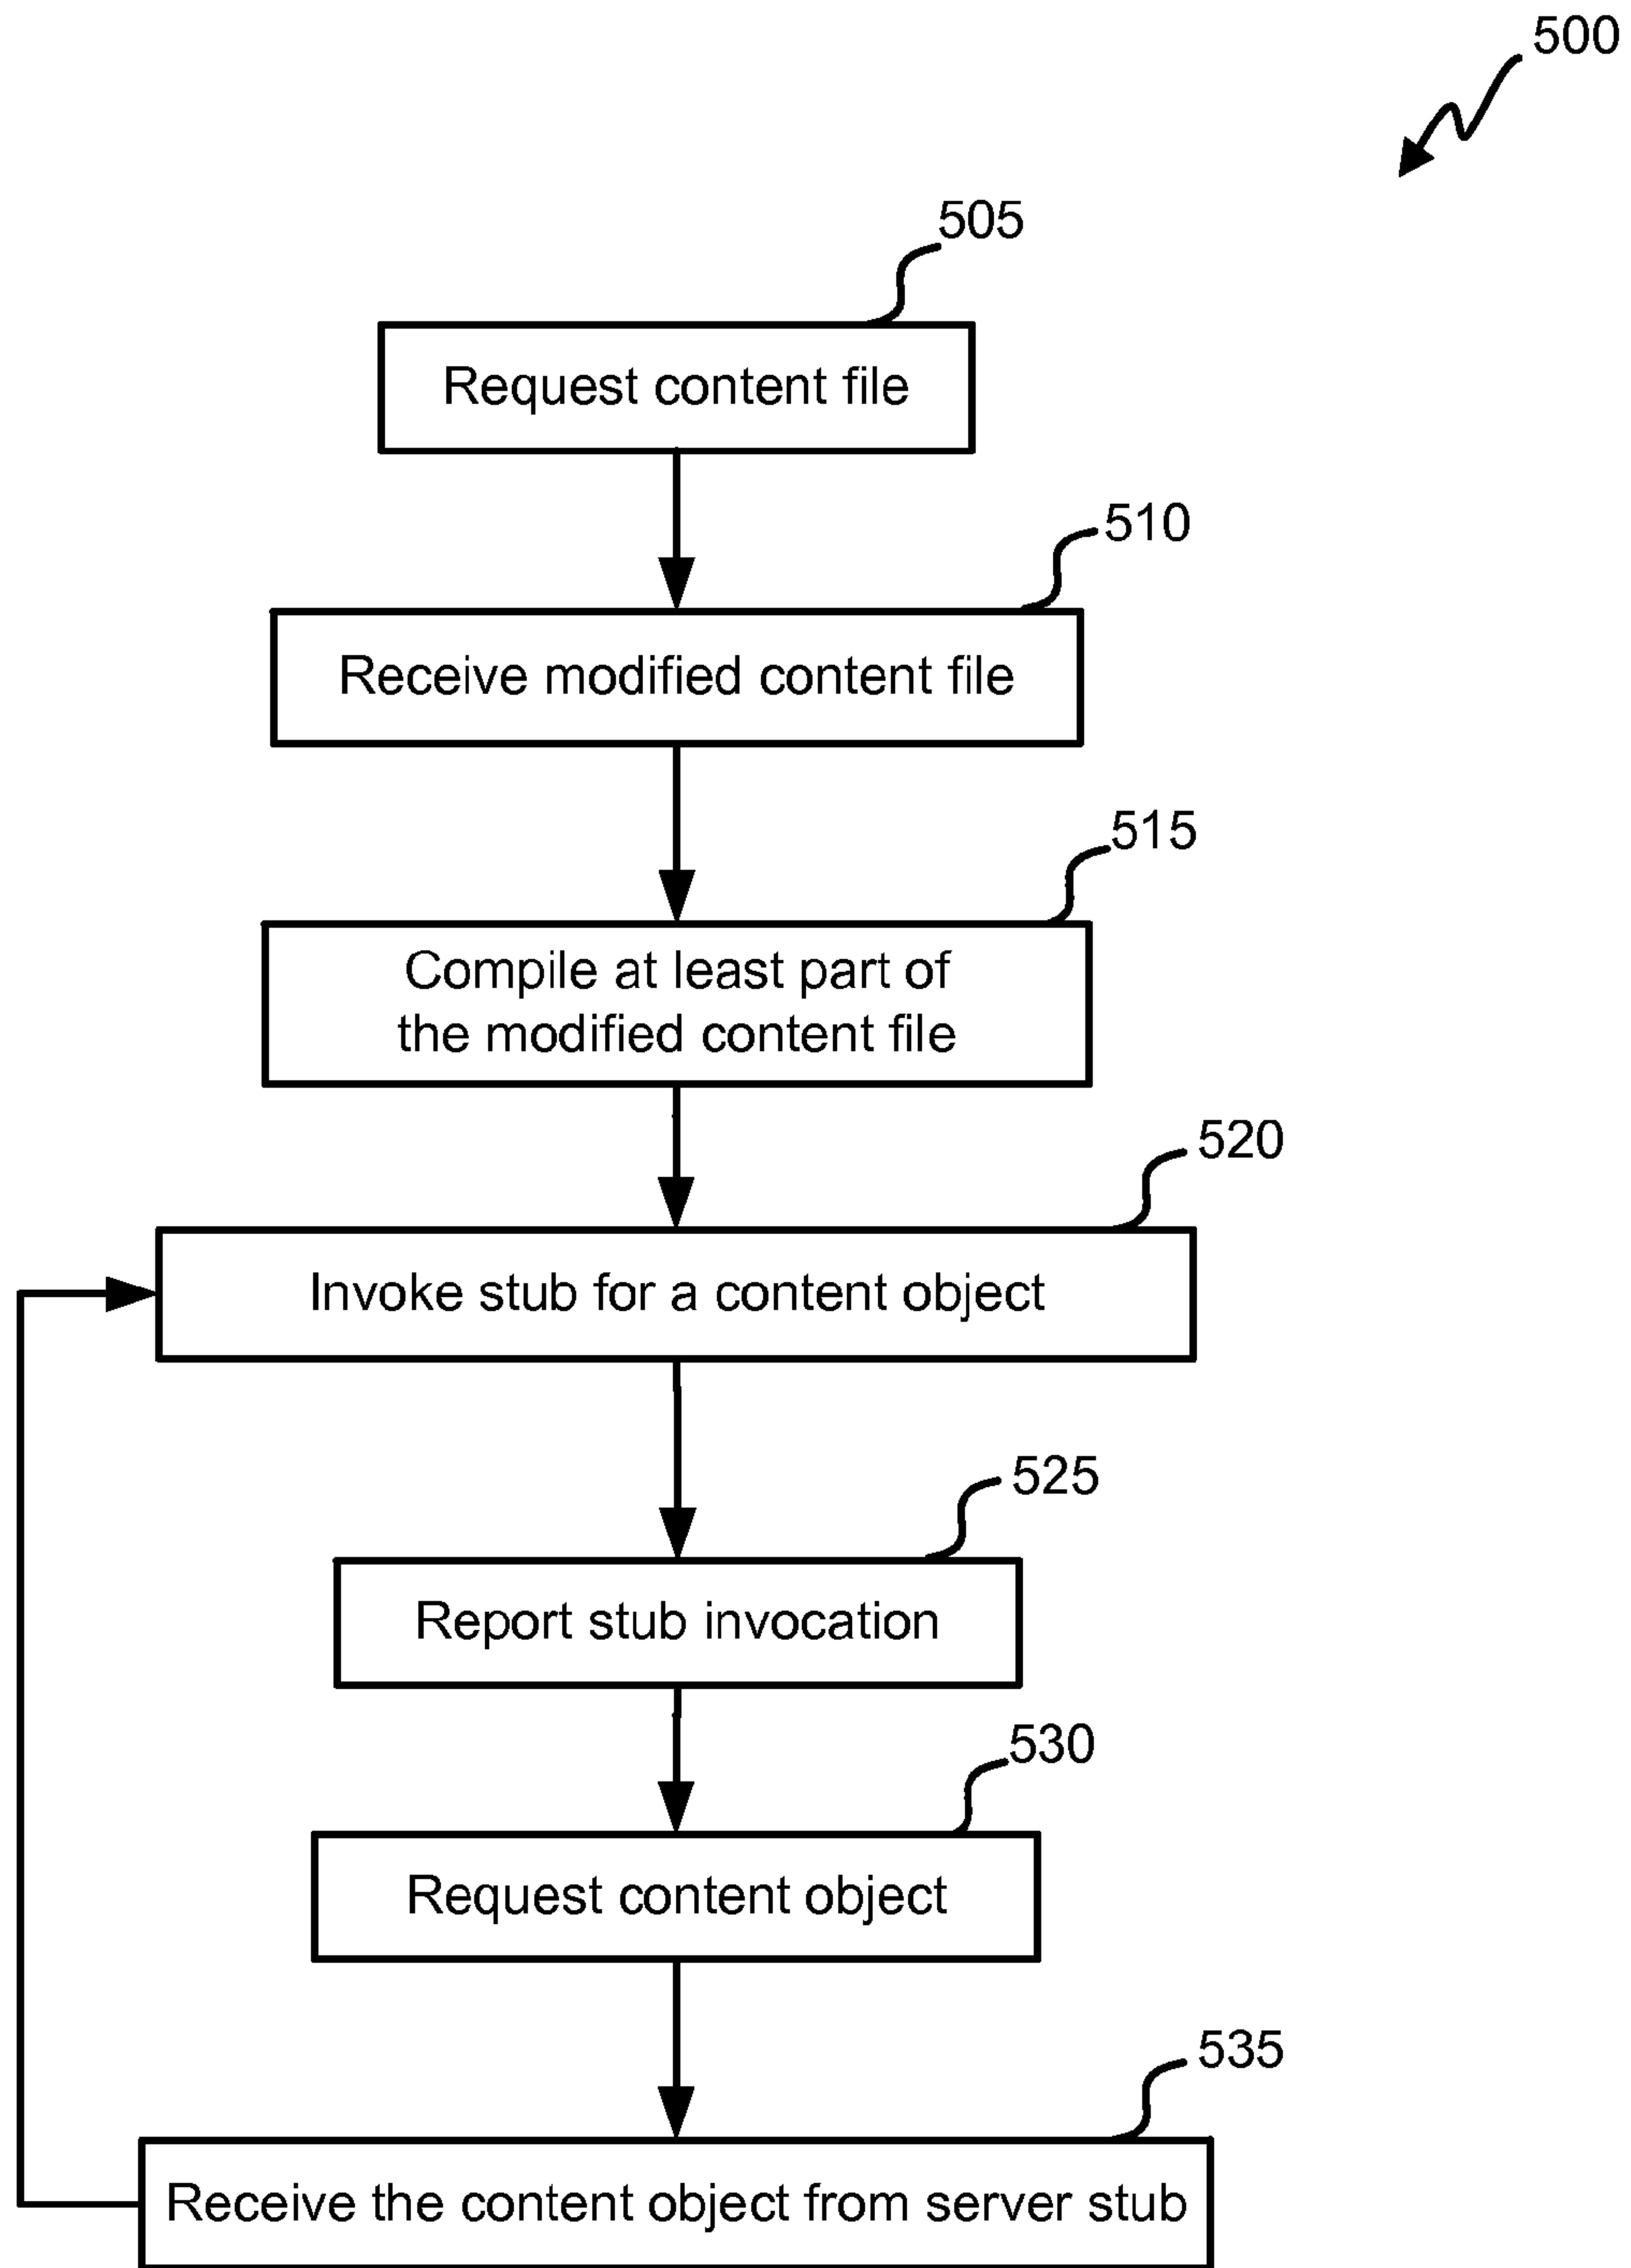 500
505
Request content file
510
Receive modified content file
515
Compile at least part of
the modified content file
520
Invoke stub for a content object
525
Report stub invocation
530
Request content object
535
Receive the content object from server stub